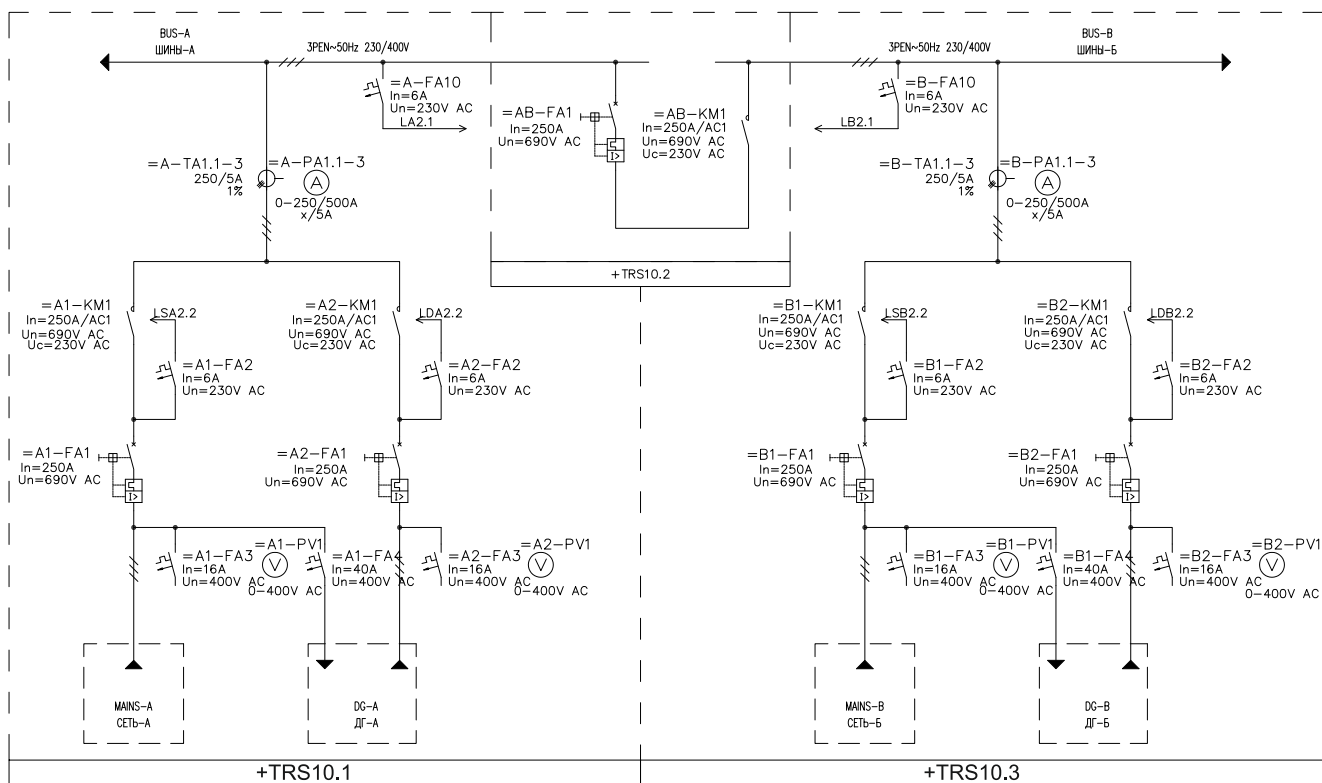 BUS-A
ШИНЫ-А
3PEN~50Hz 230/400V
=A-FA10
In=6A
Un=230V AC
LA2.1
=A-TA1.1-3
250/5A
1%
=A-PA1.1-3
A
0-250/500A
x/5A
=AB-FA1
In=250A
Un=690V AC
I>
=AB-KM1
In=250A/AC1
Un=690V AC
Uc=230V AC
+TRS10.2
3PEN~50Hz 230/400V
BUS-B
ШИНЫ-Б
=B-FA10
In=6A
Un=230V AC
LB2.1
=B-TA1.1-3
250/5A
1%
=B-PA1.1-3
A
0-250/500A
x/5A
=A1-KM1
In=250A/AC1
Un=690V AC
Uc=230V AC
LSA2.2
=A1-FA2
In=6A
Un=230V AC
=A2-KM1
In=250A/AC1
Un=690V AC
Uc=230V AC
LDA2.2
=A2-FA2
In=6A
Un=230V AC
=B1-KM1
In=250A/AC1
Un=690V AC
Uc=230V AC
LSB2.2
=B1-FA2
In=6A
Un=230V AC
=B2-KM1
In=250A/AC1
Un=690V AC
Uc=230V AC
LDB2.2
=B2-FA2
In=6A
Un=230V AC
=A1-FA1
In=250A
Un=690V AC
I>
=A2-FA1
In=250A
Un=690V AC
I>
=B1-FA1
In=250A
Un=690V AC
I>
=B2-FA1
In=250A
Un=690V AC
I>
=A1-FA3
In=16A
Un=400V AC
=A1-PV1
V
0-400V AC
=A1-FA4
In=40A
Un=400V AC
=A2-FA3
In=16A
Un=400V AC
=A2-PV1
V
0-400V AC
=B1-FA3
In=16A
Un=400V AC
=B1-PV1
V
0-400V AC
=B1-FA4
In=40A
Un=400V AC
=B2-FA3
In=16A
Un=400V AC
=B2-PV1
V
0-400V AC
MAINS-A
СЕТЬ-А
DG-A
ДГ-А
MAINS-B
СЕТЬ-Б
DG-B
ДГ-Б
+TRS10.1
+TRS10.3